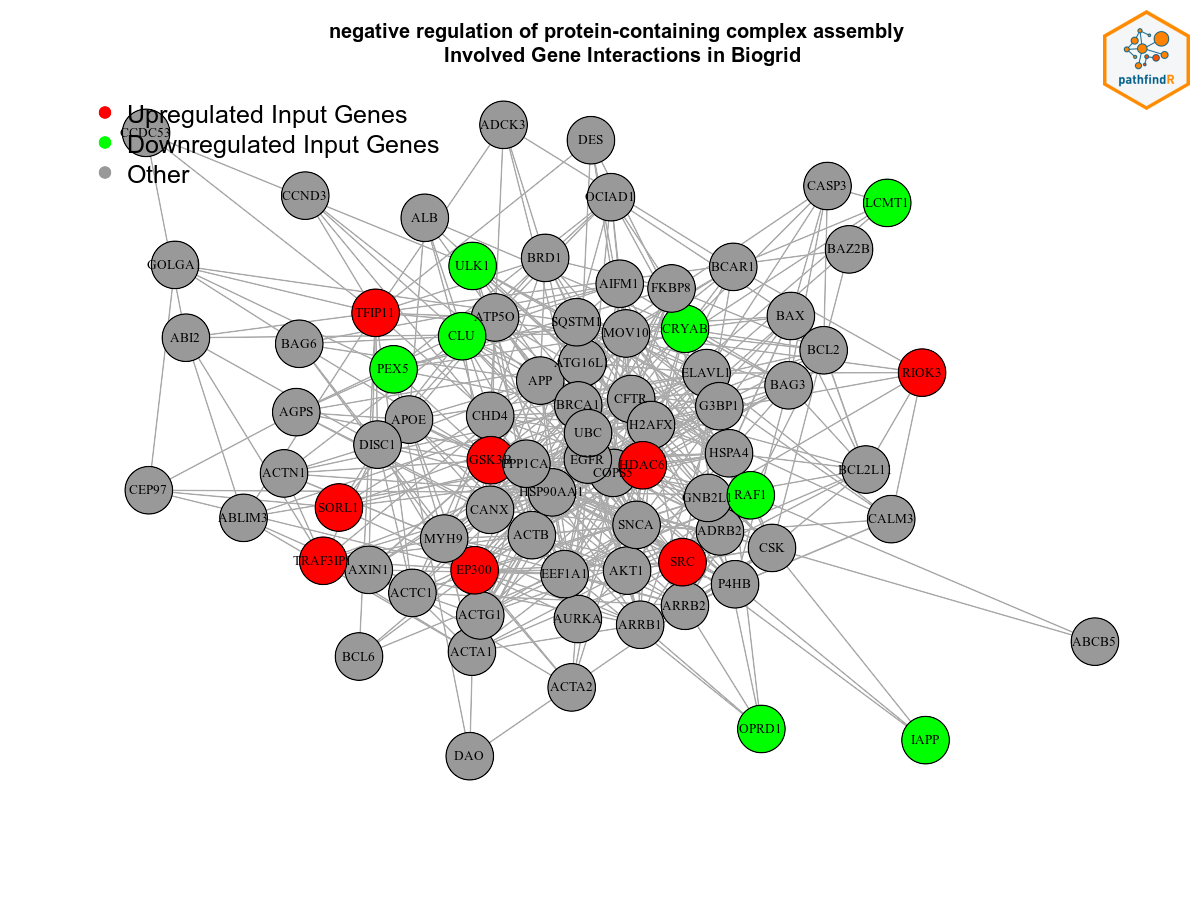 negative regulation of protein-containing complex assembly
Involved Gene Interactions in Biogrid
pathfindR
Upregulated Input Genes
Downregulated Input Genes
Other
CCDC53
ADCK3
DES
CCND3
ALB
OCIAD1
CASP3
LCMT1
BAZ2B
GOLGA
ULK1
BRD1
AIFM1
FKBP8
BCAR1
TFIP11
ATP5O
SQSTM1
MOV10
CRYAB
BAX
ABI2
BAG6
CLU
BCL2
PEX5
ATG16L
APP
ELAVL1
BAG3
RIOK3
AGPS
APOE
CHD4
BRCA1
CFTR
G3BP1
DISC1
UBC
H2AFX
ACTN1
GSK3B
PPP1CA
EGFR
COPS5
HDAC6
HSPA4
BCL2L11
CEP97
HSP90AA1
GNB2L1
RAF1
ABLIM3
SORL1
CANX
CALM3
MYH9
ACTB
SNCA
ADRB2
CSK
TRAF3IP1
AXIN1
EP300
EEF1A1
AKT1
SRC
P4HB
ACTC1
ACTG1
AURKA
ARRB1
ARRB2
ABCB5
BCL6
ACTA1
ACTA2
OPRD1
IAPP
DAO